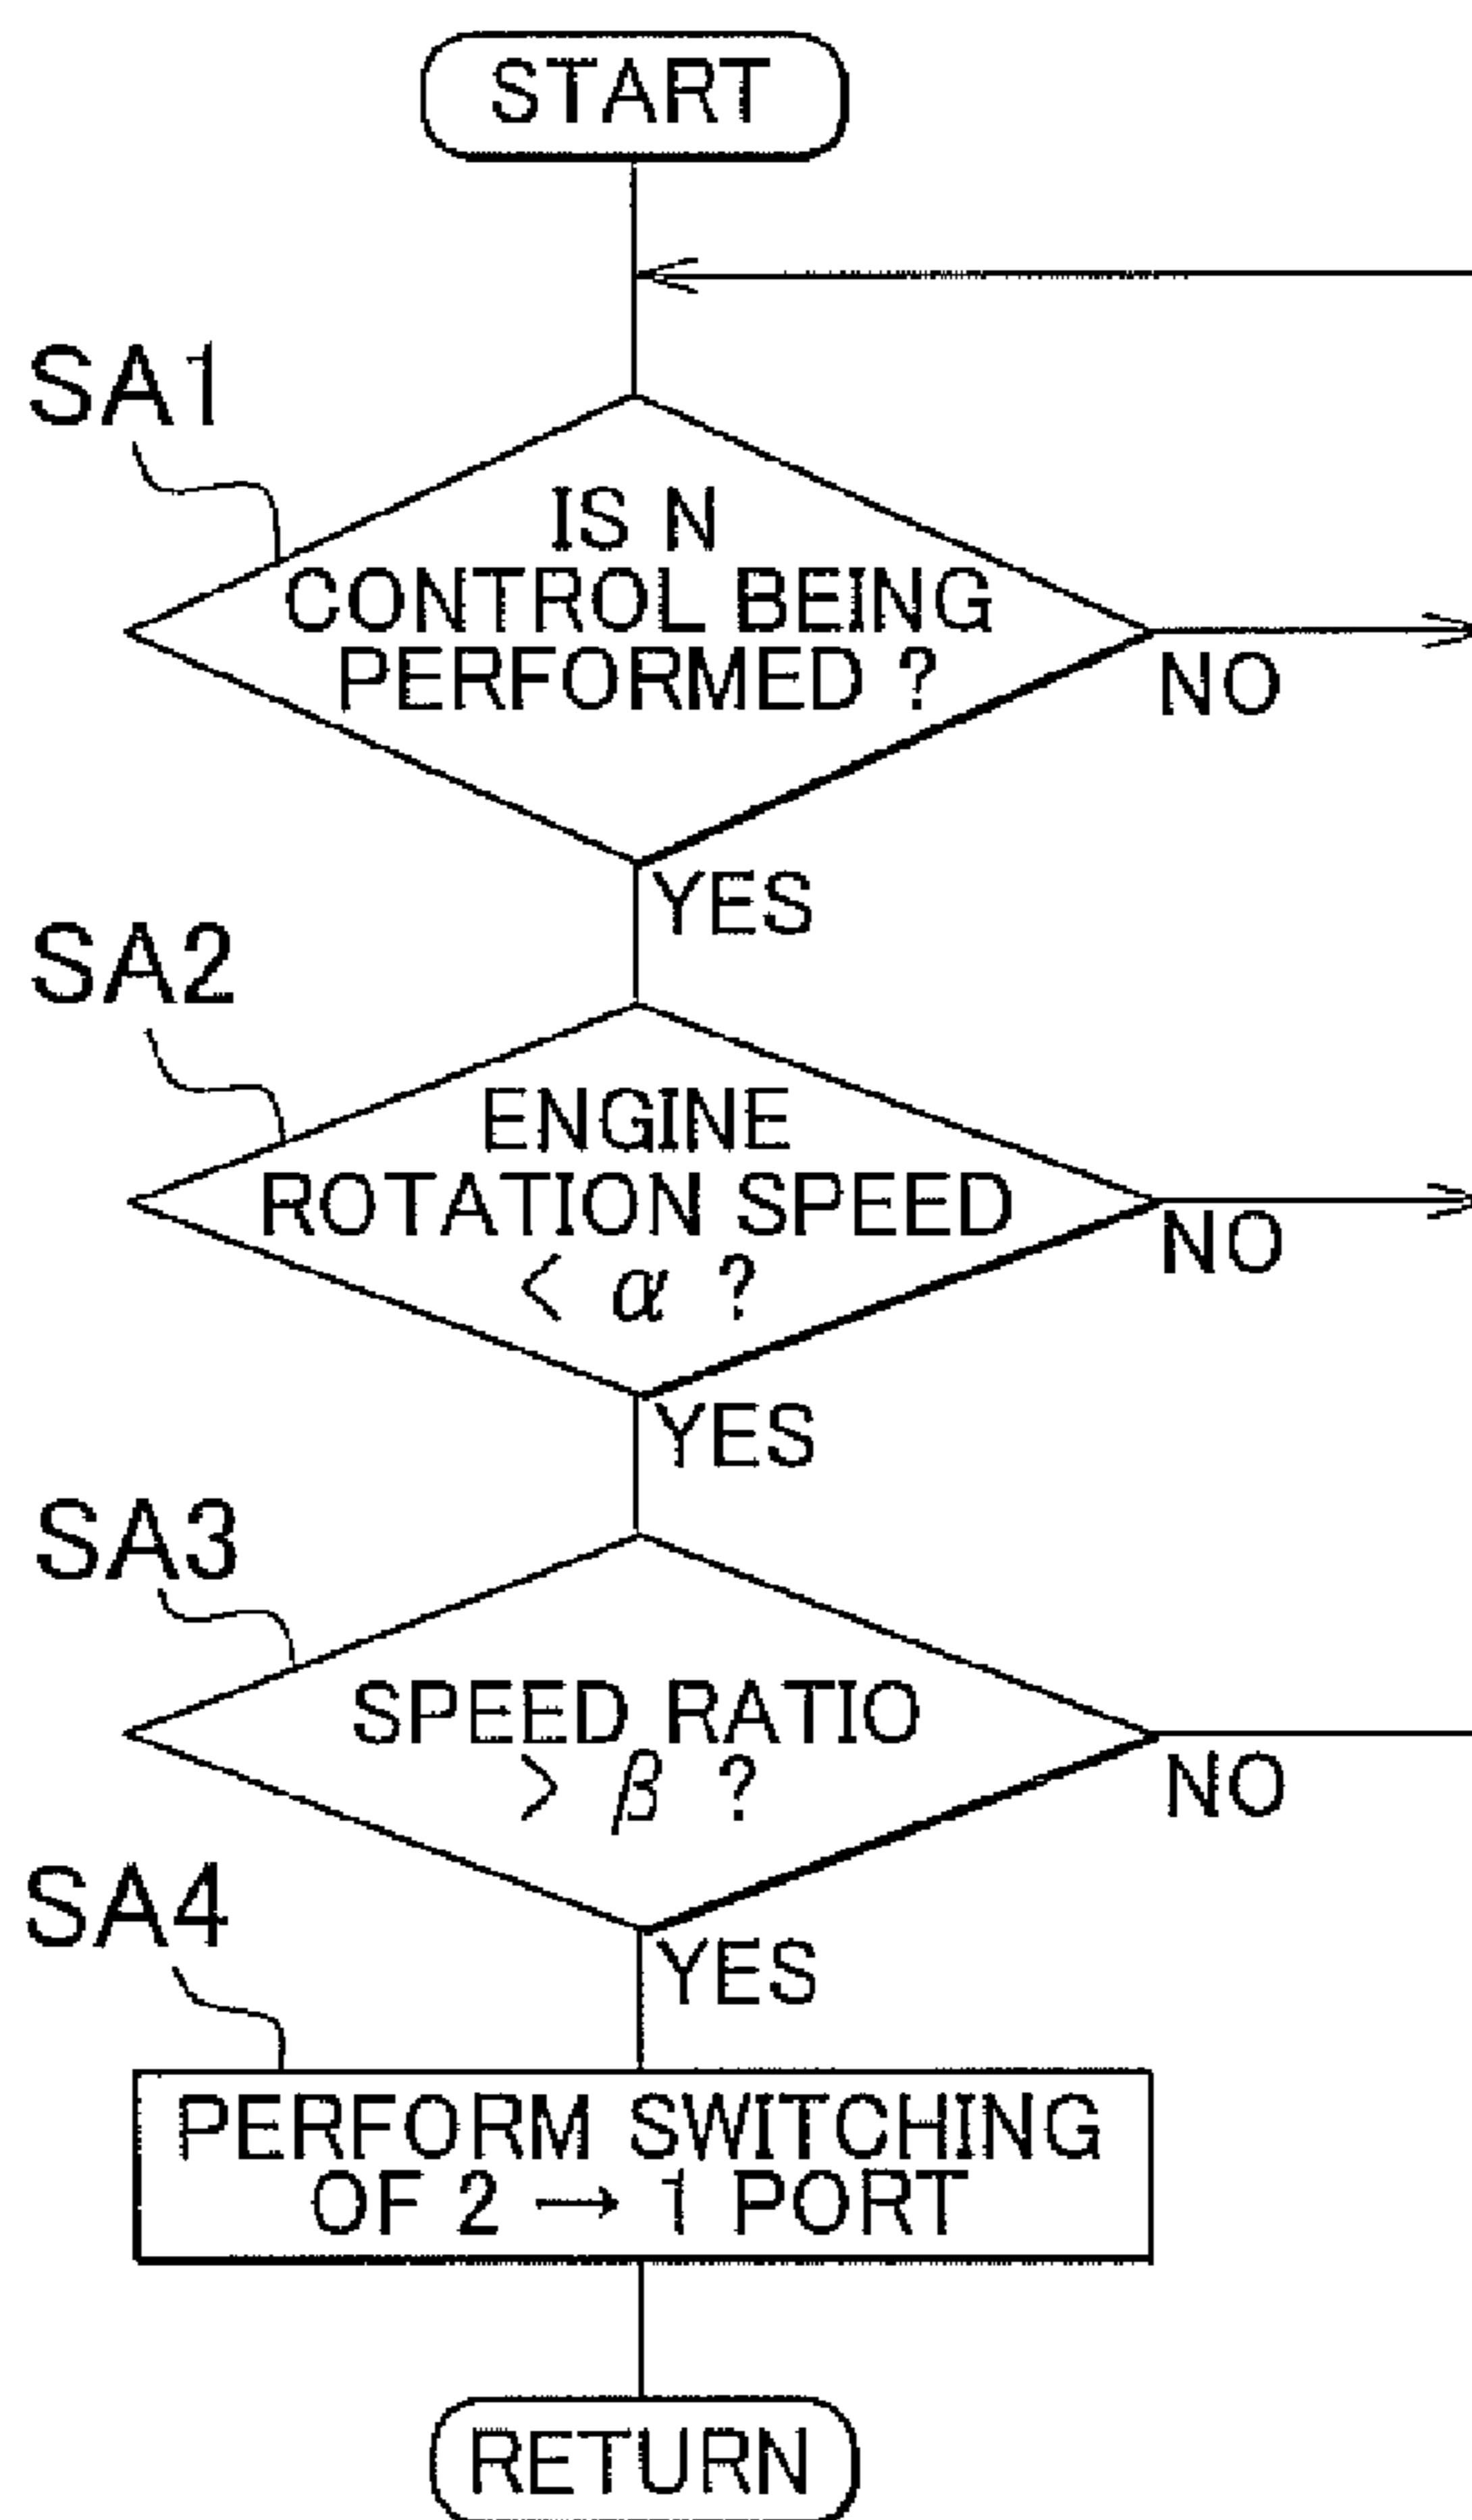 START
SA1
IS N
CONTROL BEING
PERFORMED ?
NO
YES
SA2
ENGINE
ROTATION SPEED
< α ?
NO
YES
SA3
SPEED RATIO
> β ?
NO
YES
SA4
PERFORM SWITCHING
OF 2 → 1 PORT
RETURN